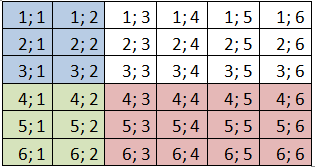 1; 1 1; 2 1; 3 1; 4 1; 5 1; 6
2; 1 2; 2 2; 3 2; 4 2; 5 2; 6
3; 1 3; 2 3; 3 3; 4 3; 5 3; 6
4; 1 4; 2 4; 3 4; 4 4; 5 4; 6
5; 1 5; 2 5; 3 5; 4 5; 5 5; 6
6; 1 6; 2 6; 3 6; 4 6; 5 6; 6